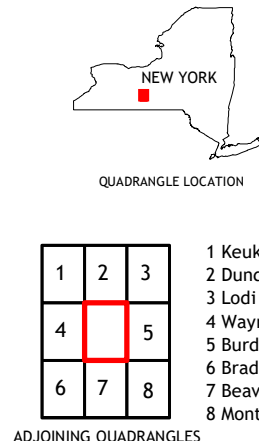 NEW YORK
QUADRANGLE LOCATION
1 2 3
4 5
6 7 8
1 Keuk
2 Dund
3 Lodi
4 Wayn
5 Burd
6 Brad
7 Beav
8 Mont
ADJOINING QUADRANGLES